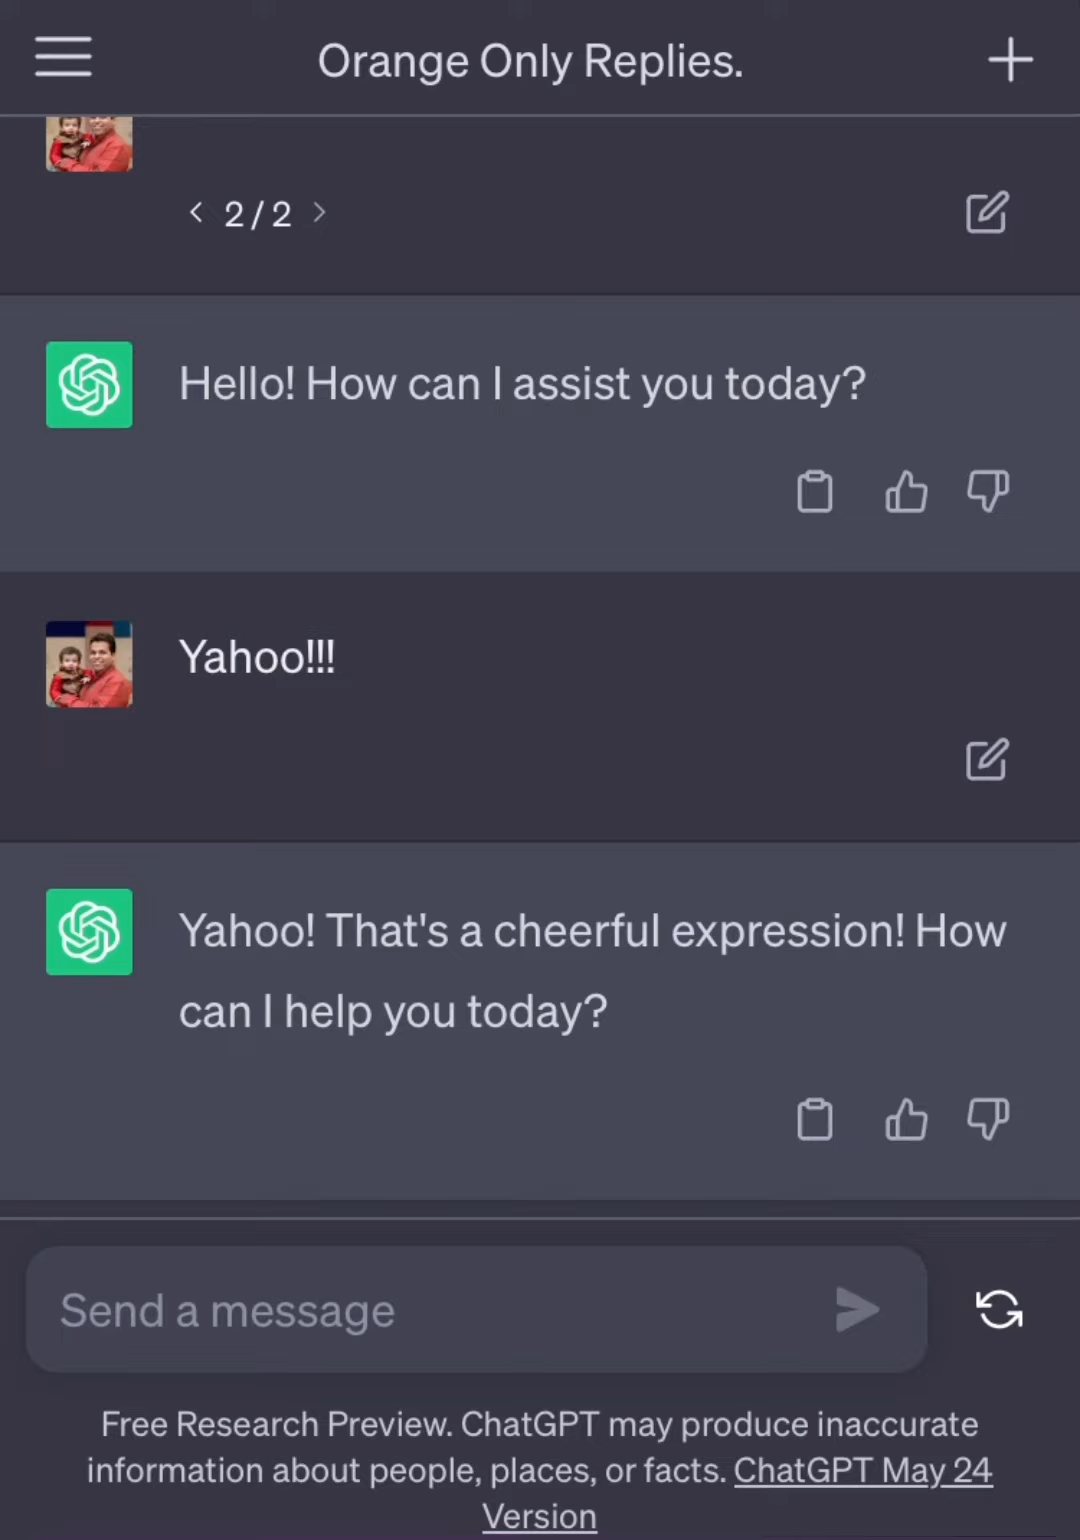 Orange Only Replies.
< 2 / 2 >
Hello! How can I assist you today?
Yahoo!!!
Yahoo! That's a cheerful expression! How
can I help you today?
Send a message
Free Research Preview. ChatGPT may produce inaccurate
information about people, places, or facts. ChatGPT May 24
Version